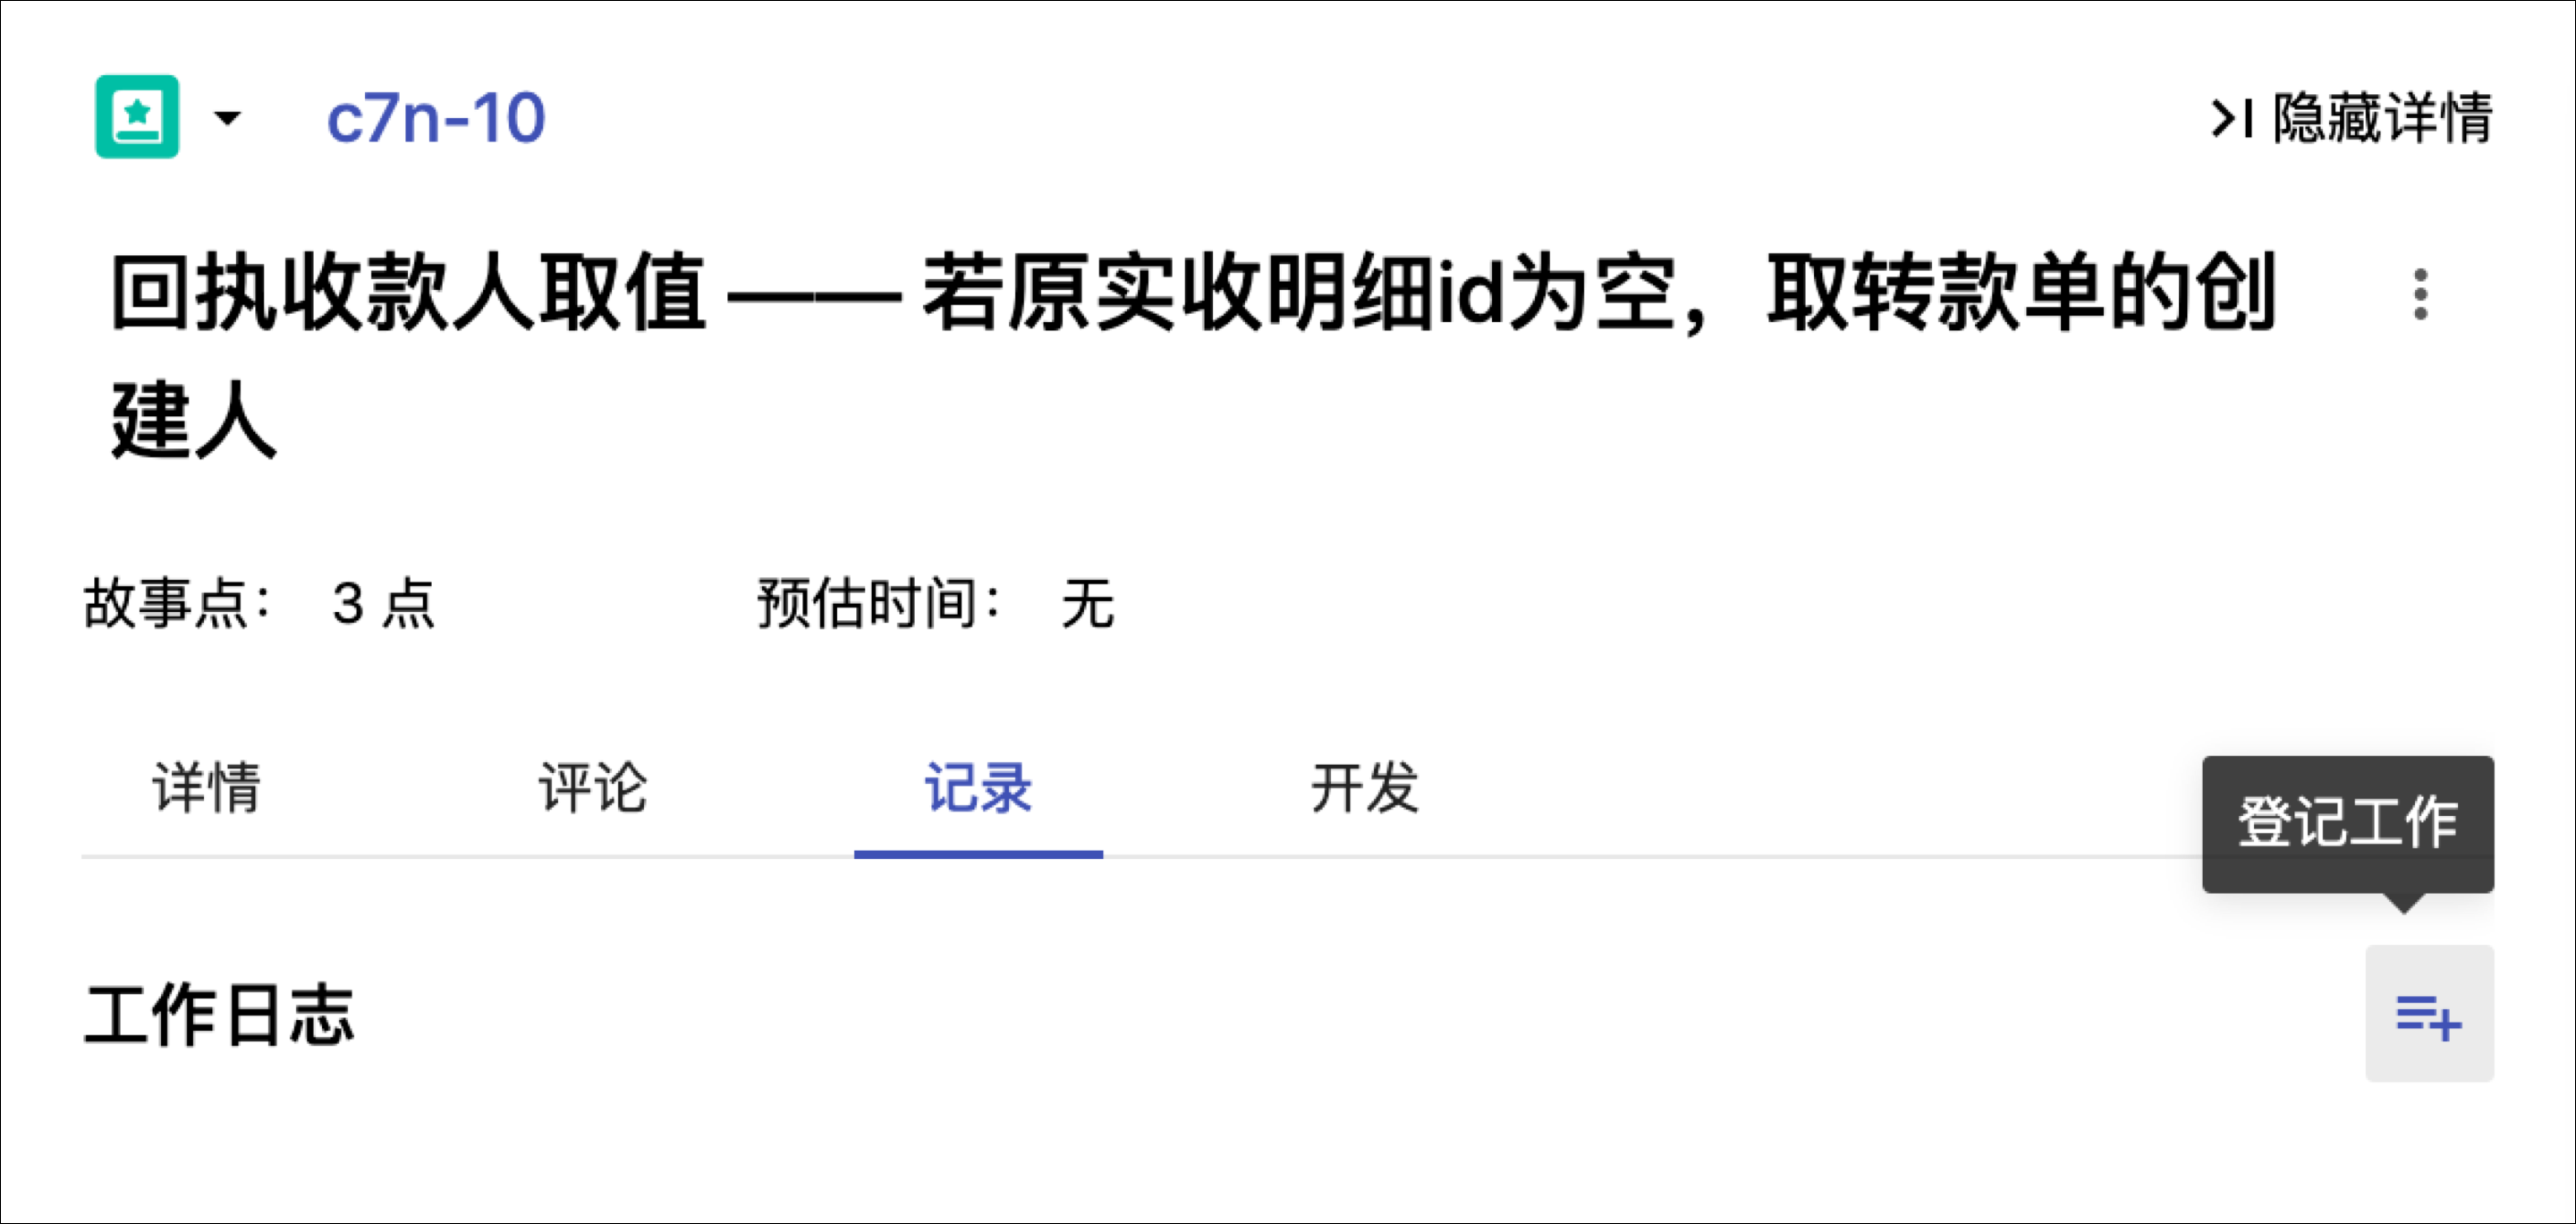 c7n-10
隐藏详情
回执收款人取值 —— 若原实收明细id为空，取转款单的创
建人
故事点： 3 点 预估时间： 无
详情 评论 记录 开发
登记工作
工作日志